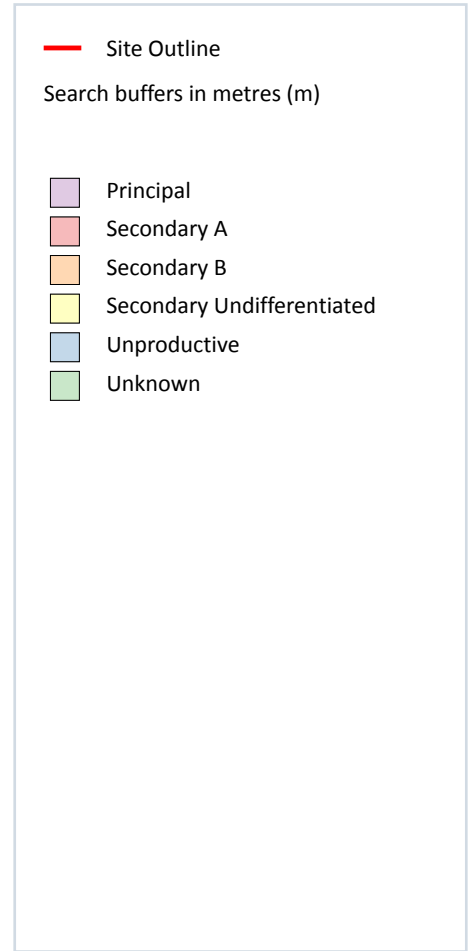 Site Outline
Search buffers in metres (m)
Principal
Secondary A
Secondary B
Secondary Undifferentiated
Unproductive
Unknown